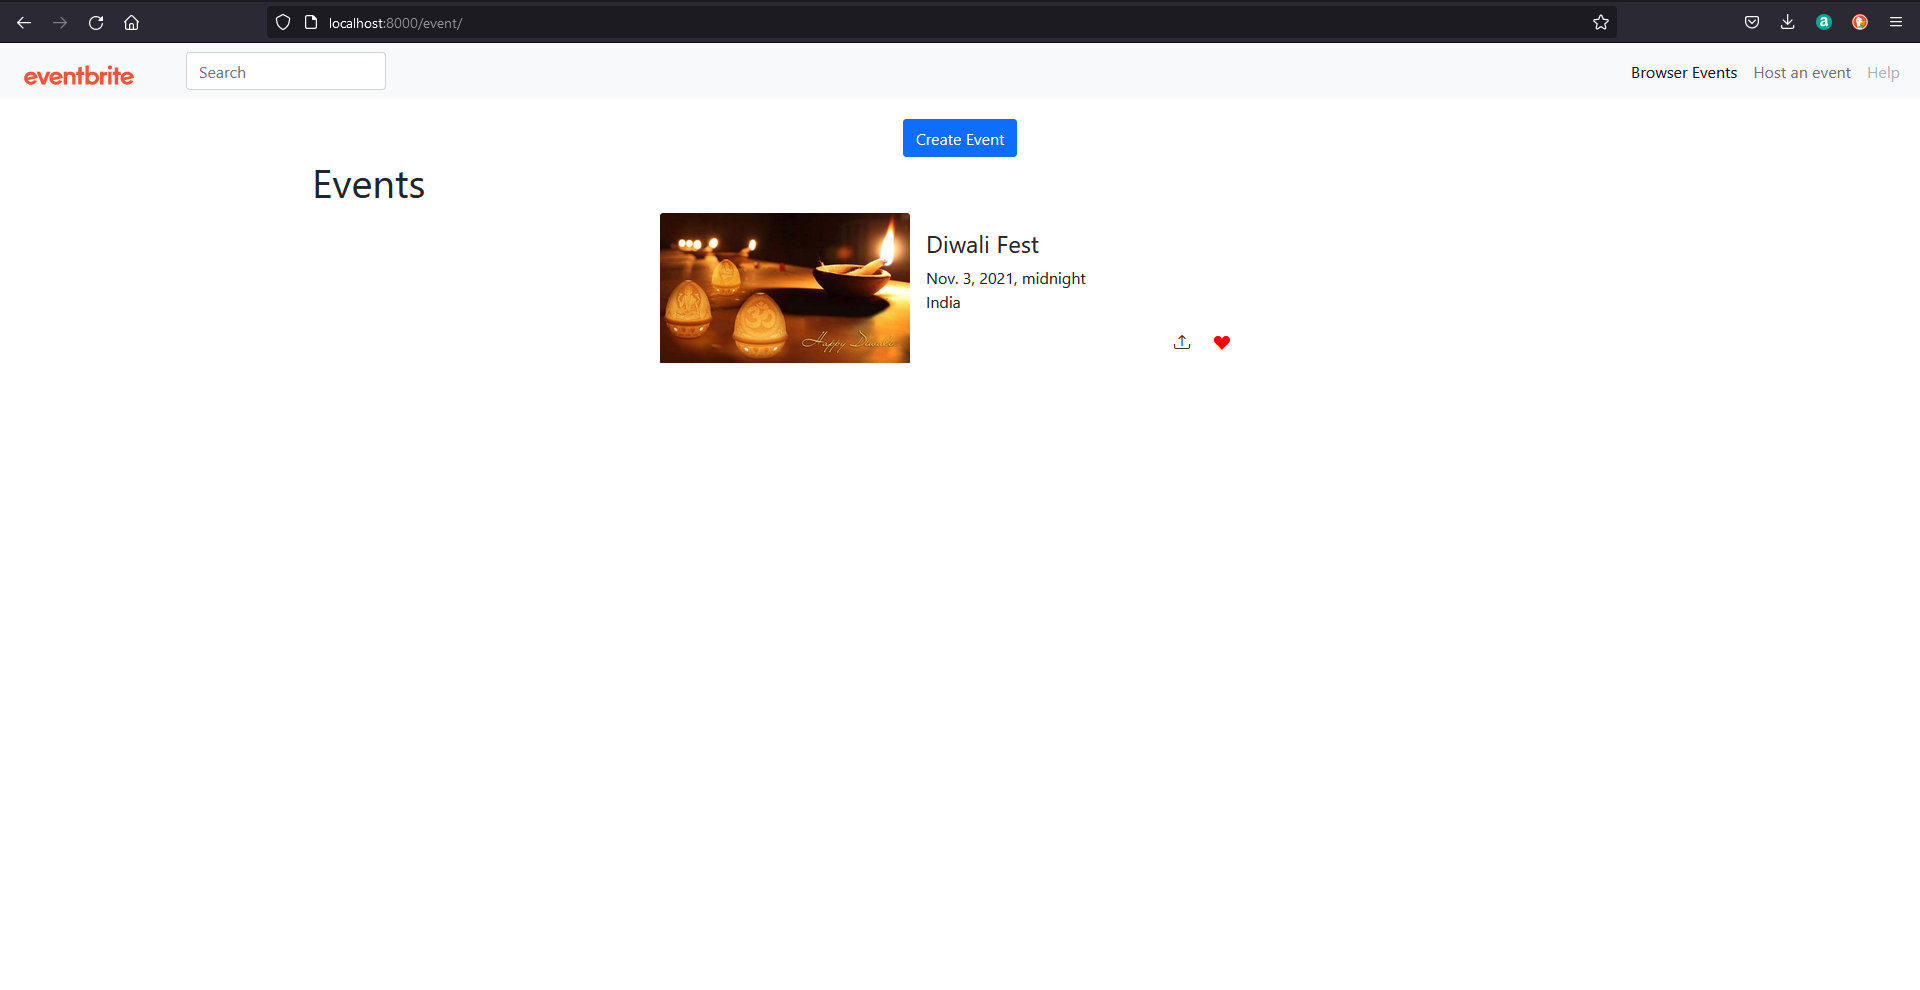 localhost:8000/event/
eventbrite
Search
Browser Events
Host an event
Help
Create Event
Events
Happy Diwali
Diwali Fest
Nov. 3, 2021, midnight
India